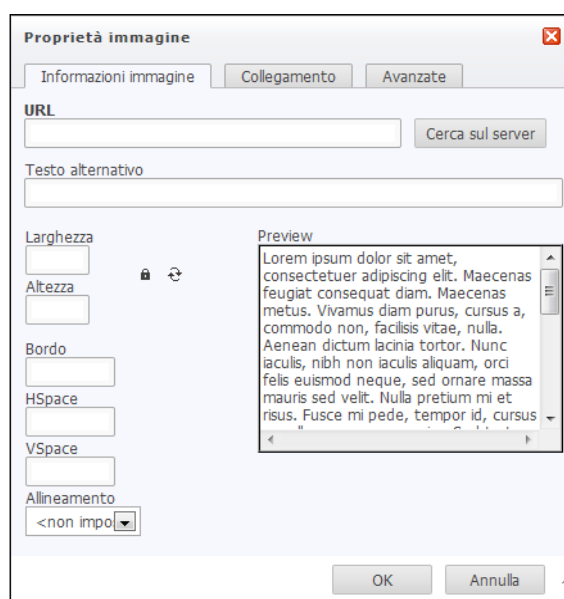 Proprietà immagine
Informazioni immagine
Collegamento
Avanzate
URL
Cerca sul server
Testo alternativo
Larghezza
Altezza
Bordo
HSpace
VSpace
Allineamento
<non impo
Preview
Lorem ipsum dolor sit amet,
consectetuer adipiscing elit. Maecenas
feugiat consequat diam. Maecenas
metus. Vivamus diam purus, cursus a,
commodo non, facilisis vitae, nulla.
Aenean dictum lacinia tortor. Nunc
iaculis, nibh non iaculis aliquam, orci
felis euismod neque, sed ornare massa
mauris sed velit. Nulla pretium mi et
risus. Fusce mi pede, tempor id, cursus
OK
Annulla